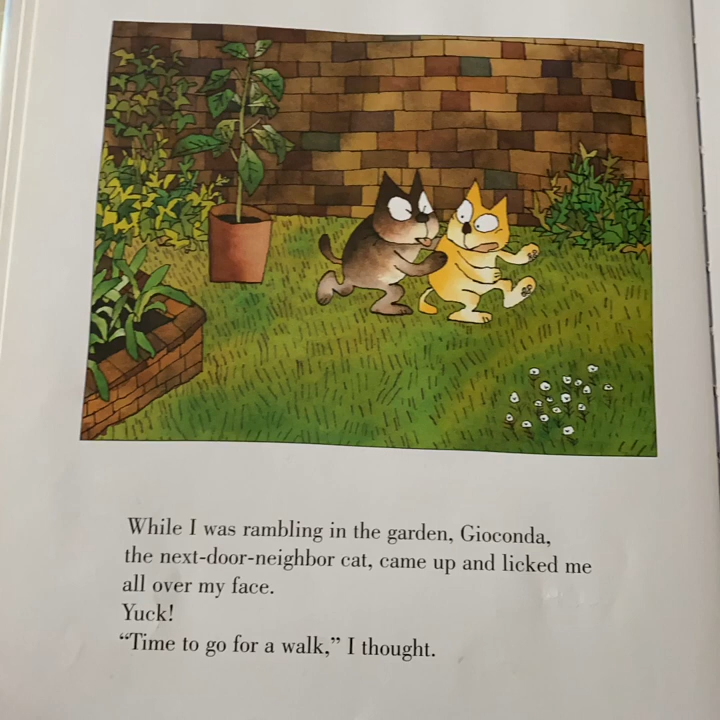 While I was rambling in the garden, Gioconda,
the next-door-neighbor cat, came up and licked me
all over my face.
Yuck!
“Time to go for a walk,” I thought.